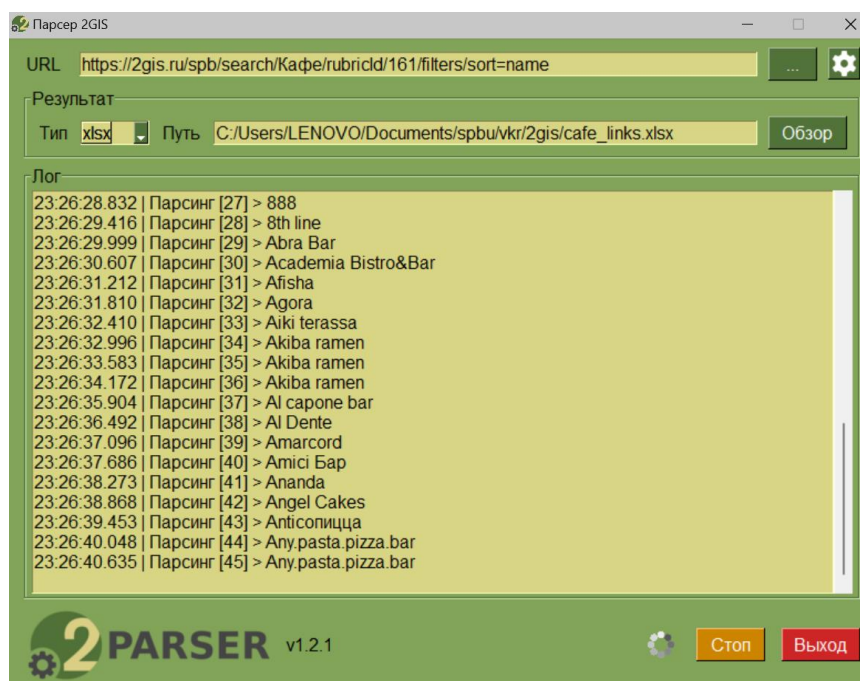 Парсер 2GIS
URL https://2gis.ru/spb/search/Кафе/rubricId/161/filters/sort=name ...
Результат
Тип xlsx Путь C:/Users/LENOVO/Documents/spbu/vkr/2gis/cafe_links.xlsx Обзор
Лог
23:26:28.832 | Парсинг [27] > 888
23:26:29.416 | Парсинг [28] > 8th line
23:26:29.999 | Парсинг [29] > Abra Bar
23:26:30.607 | Парсинг [30] > Academia Bistro&Bar
23:26:31.212 | Парсинг [31] > Afisha
23:26:31.810 | Парсинг [32] > Agora
23:26:32.410 | Парсинг [33] > Aiki terassa
23:26:32.996 | Парсинг [34] > Akiba ramen
23:26:33.583 | Парсинг [35] > Akiba ramen
23:26:34.172 | Парсинг [36] > Akiba ramen
23:26:35.904 | Парсинг [37] > Al capone bar
23:26:36.492 | Парсинг [38] > Al Dente
23:26:37.096 | Парсинг [39] > Amarcord
23:26:37.686 | Парсинг [40] > Amici Бар
23:26:38.273 | Парсинг [41] > Ananda
23:26:38.868 | Парсинг [42] > Angel Cakes
23:26:39.453 | Парсинг [43] > Anticопицца
23:26:40.048 | Парсинг [44] > Any.pasta.pizza.bar
23:26:40.635 | Парсинг [45] > Any.pasta.pizza.bar
2PARSER v1.2.1 Стоп Выход